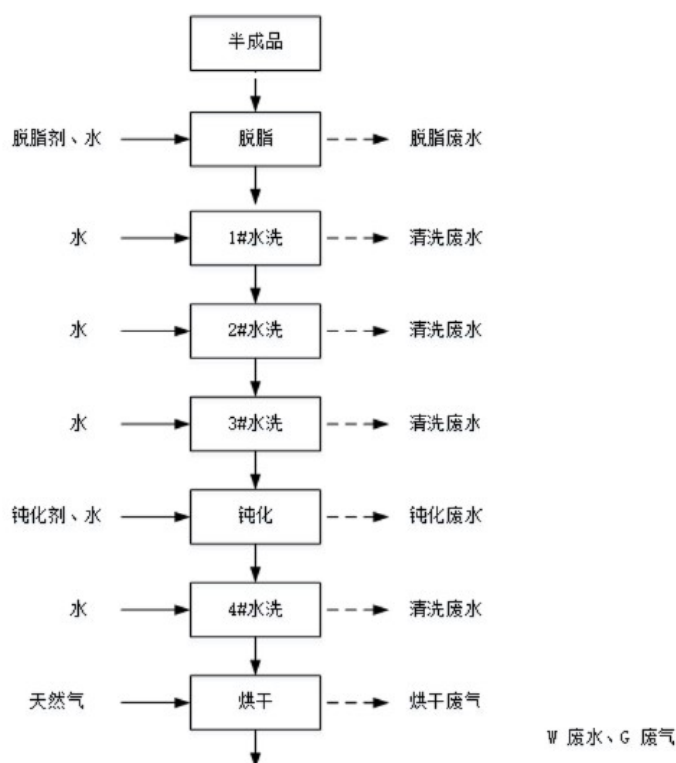 半成品
脱脂剂、水 脱脂 脱脂废水
水 1#水洗 清洗废水
水 2#水洗 清洗废水
水 3#水洗 清洗废水
钝化剂、水 钝化 钝化废水
水 4#水洗 清洗废水
天然气 烘干 烘干废气
W 废水、G 废气